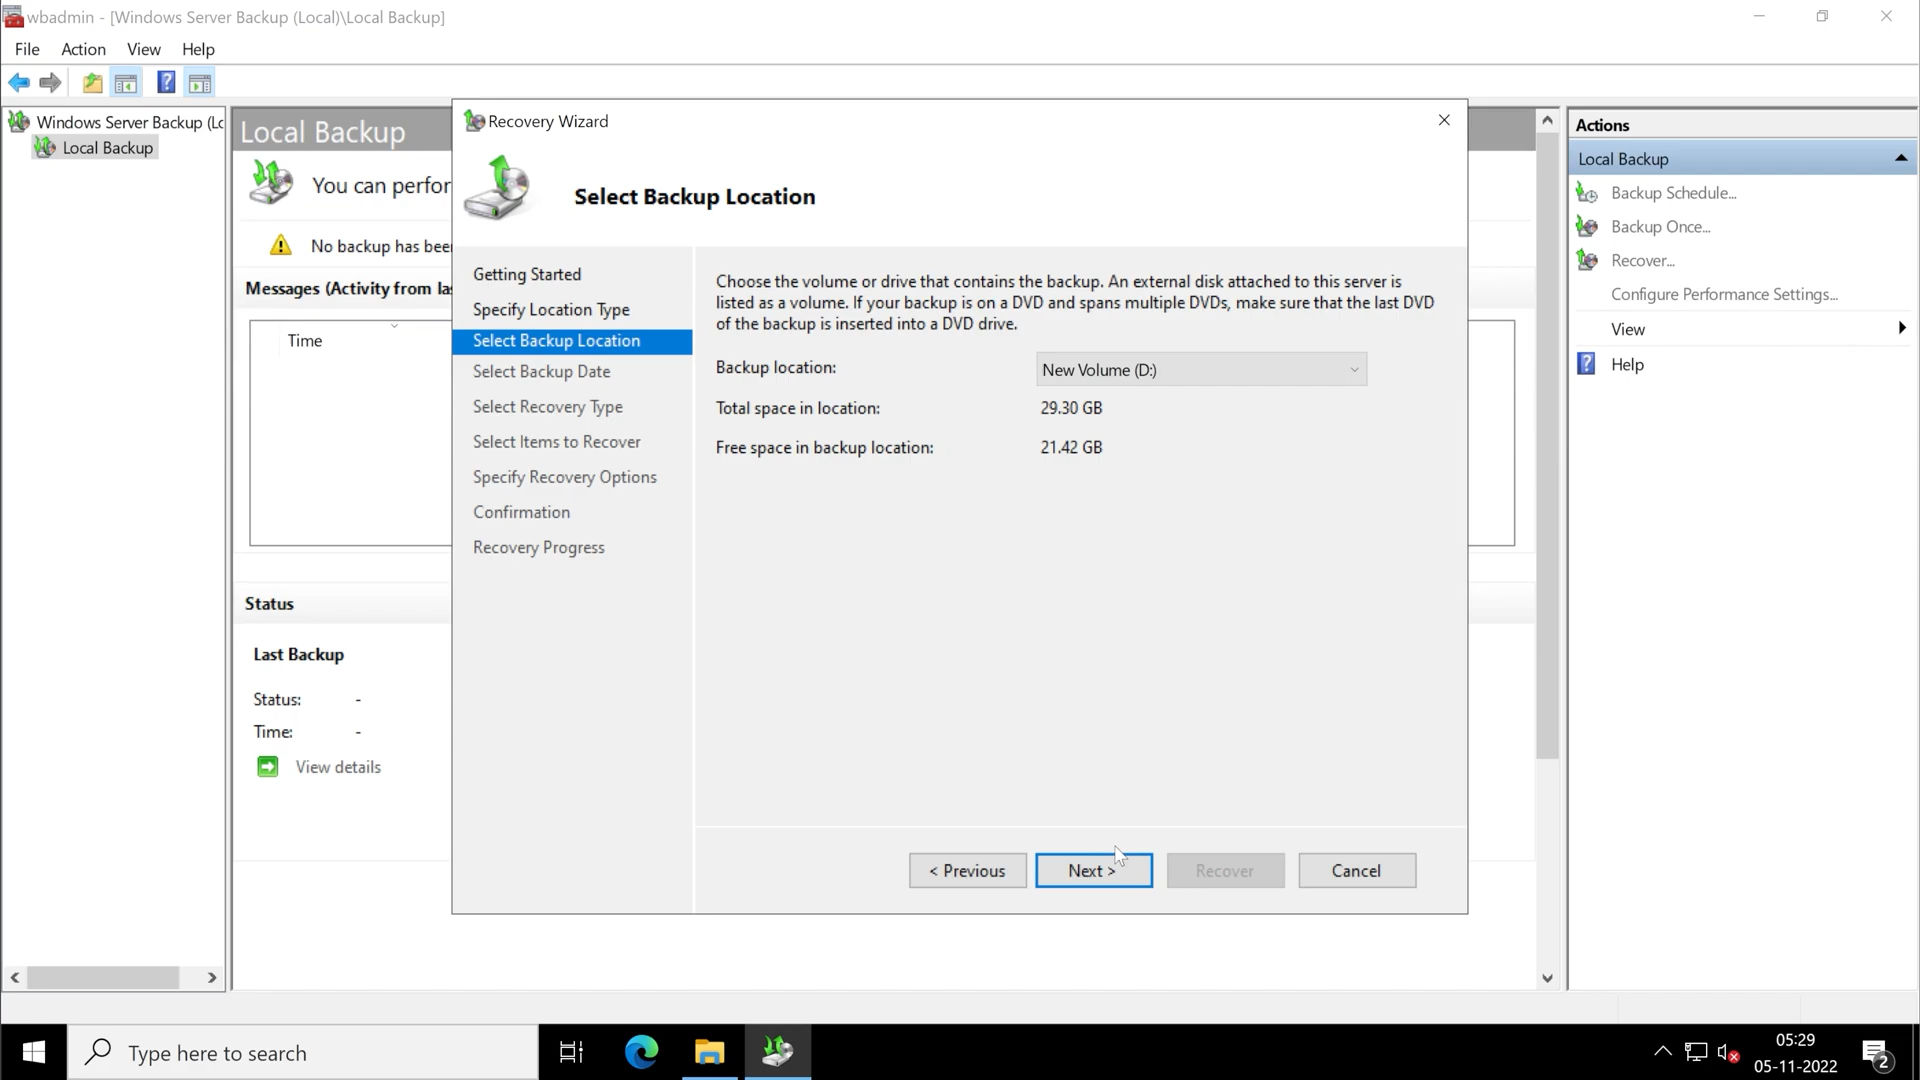 wbadmin - [Windows Server Backup (Local)\Local Backup]
File Action View Help
Windows Server Backup (Lc
Local Backup
Local Backup
You can perfor
No backup has beer
Messages (Activity from las
Time
Status
Last Backup
Status: -
Time: -
View details
Recovery Wizard
Select Backup Location
Getting Started
Specify Location Type
Select Backup Location
Select Backup Date
Select Recovery Type
Select Items to Recover
Specify Recovery Options
Confirmation
Recovery Progress
Choose the volume or drive that contains the backup. An external disk attached to this server is
listed as a volume. If your backup is on a DVD and spans multiple DVDs, make sure that the last DVD
of the backup is inserted into a DVD drive.
Backup location: New Volume (D:)
Total space in location: 29.30 GB
Free space in backup location: 21.42 GB
< Previous Next > Recover Cancel
Actions
Local Backup
Backup Schedule...
Backup Once...
Recover...
Configure Performance Settings...
View
Help
Type here to search
05:29
05-11-2022
2